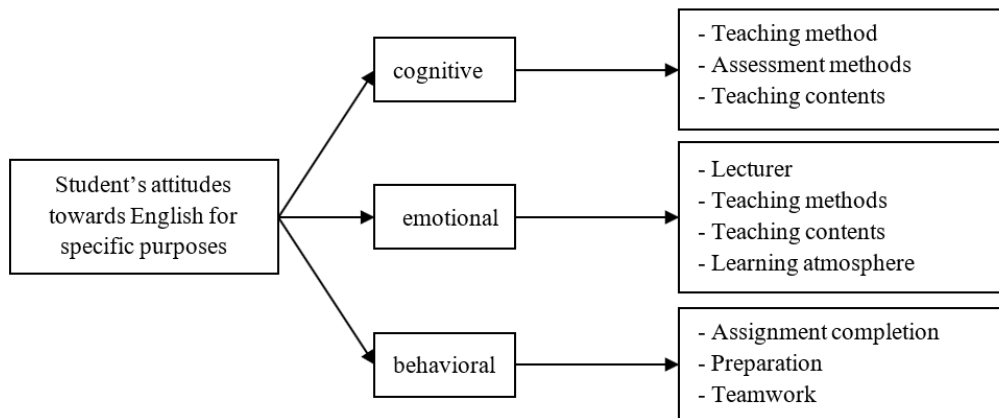 Student’s attitudes
towards English for
specific purposes
cognitive
- Teaching method
- Assessment methods
- Teaching contents
emotional
- Lecturer
- Teaching methods
- Teaching contents
- Learning atmosphere
behavioral
- Assignment completion
- Preparation
- Teamwork